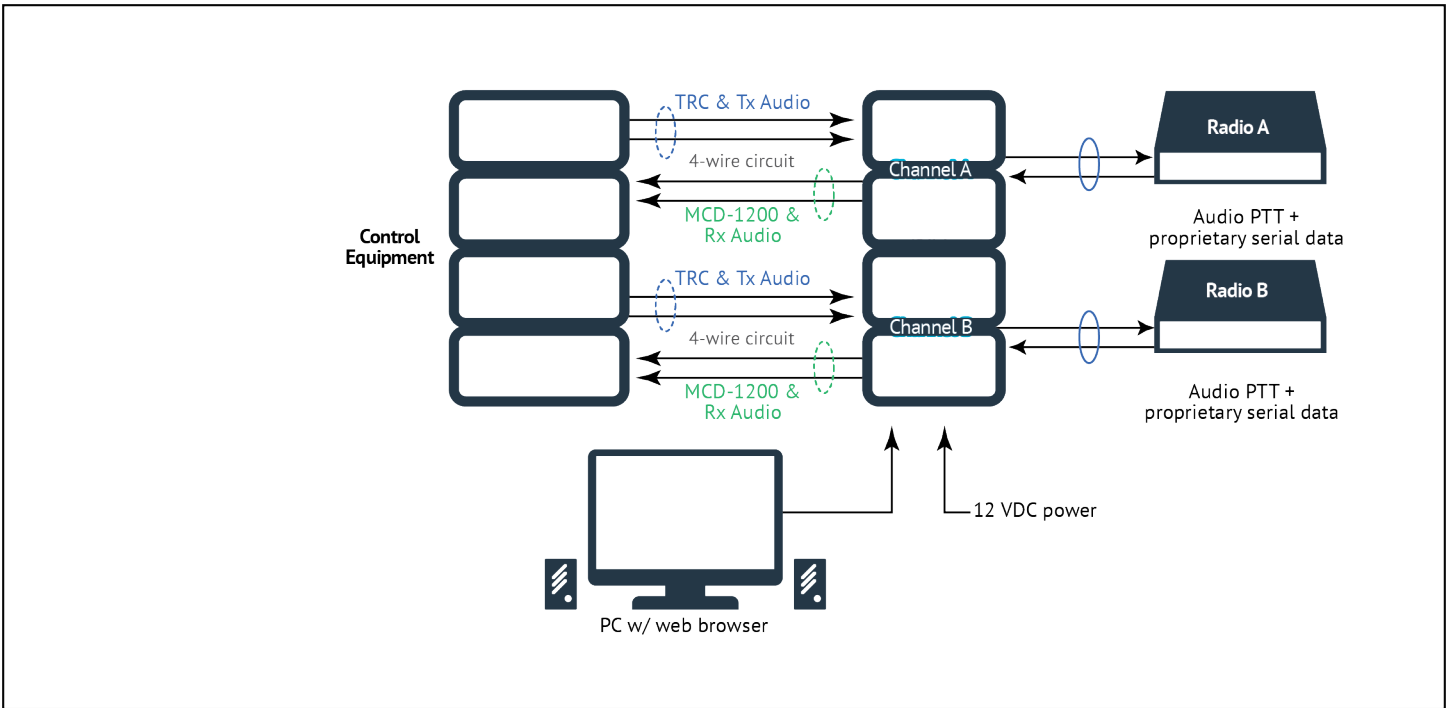 TRC & Tx Audio
4-wire circuit
MCD-1200 &
Rx Audio
Channel A
Radio A
Audio PTT +
proprietary serial data
Control
Equipment
TRC & Tx Audio
4-wire circuit
MCD-1200 &
Rx Audio
Channel B
Radio B
Audio PTT +
proprietary serial data
12 VDC power
PC w/ web browser